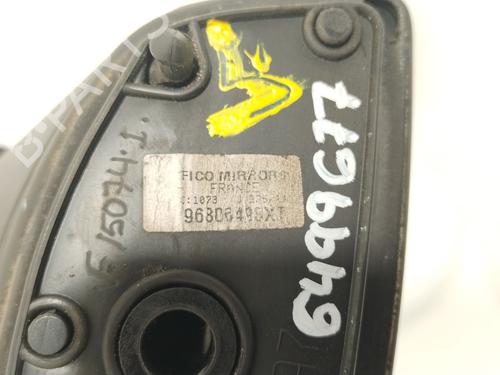 FICO MIRRORS
FRANCE
96806499XT
6499677
E 15074.I.
B-PARTS